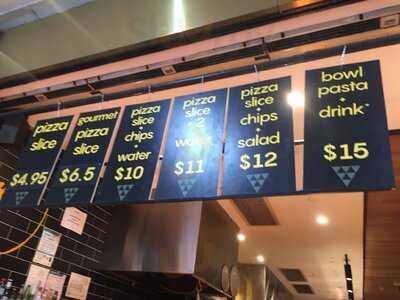 pizza
slice
$4.95
gourmet
pizza
slice
$6.5
pizza
slice
+
chips
+
water
$10
pizza
slice
x 2
+
water
$11
pizza
slice
+
chips
+
salad
$12
bowl
pasta
+
drink*
$15